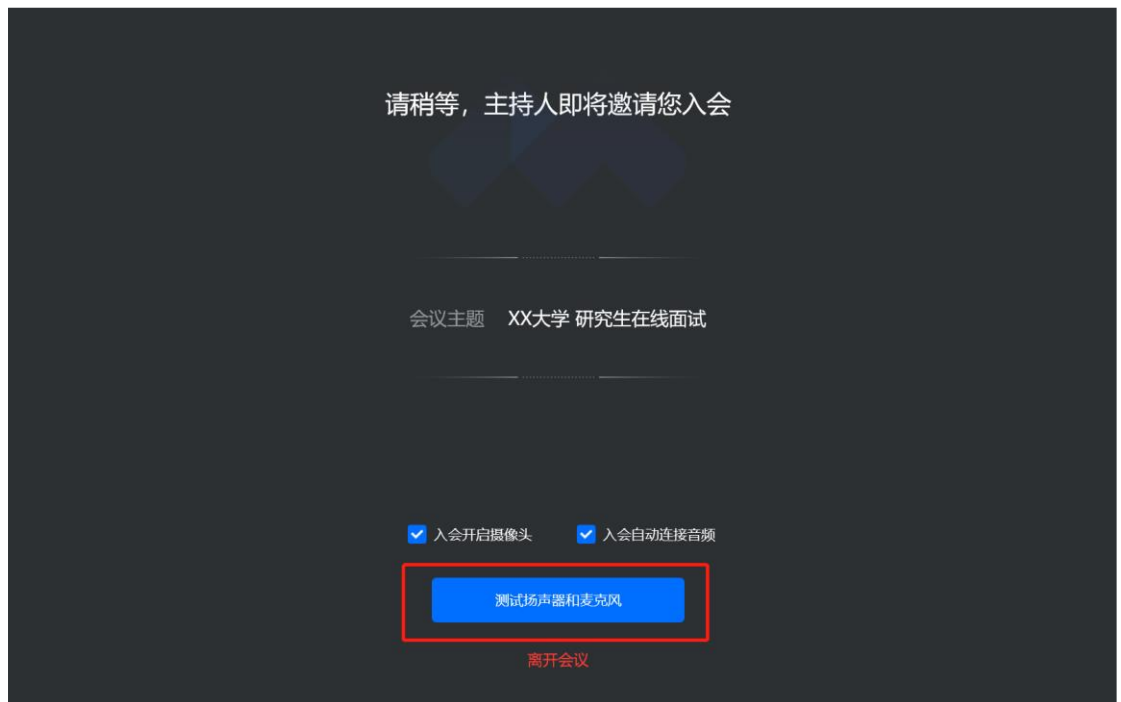 请稍等，主持人即将邀请您入会
会议主题 XX大学 研究生在线面试
入会开启摄像头 入会自动连接音频
测试扬声器和麦克风
离开会议